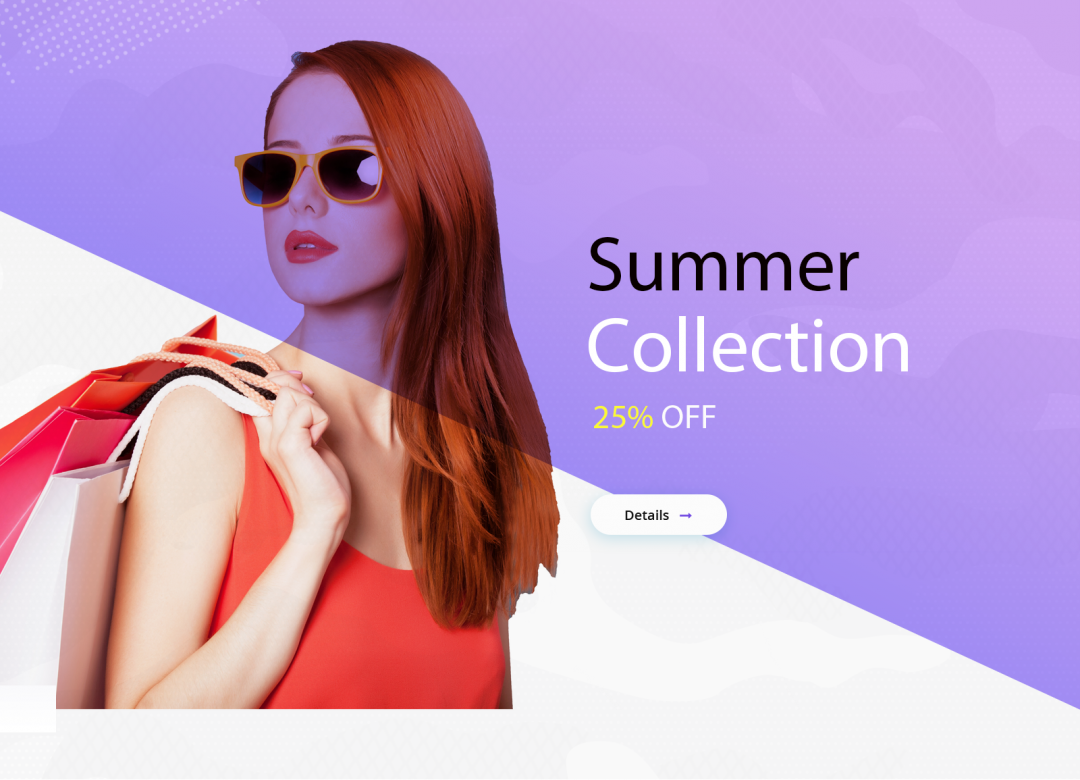 Summer
Collection
25% OFF
Details →